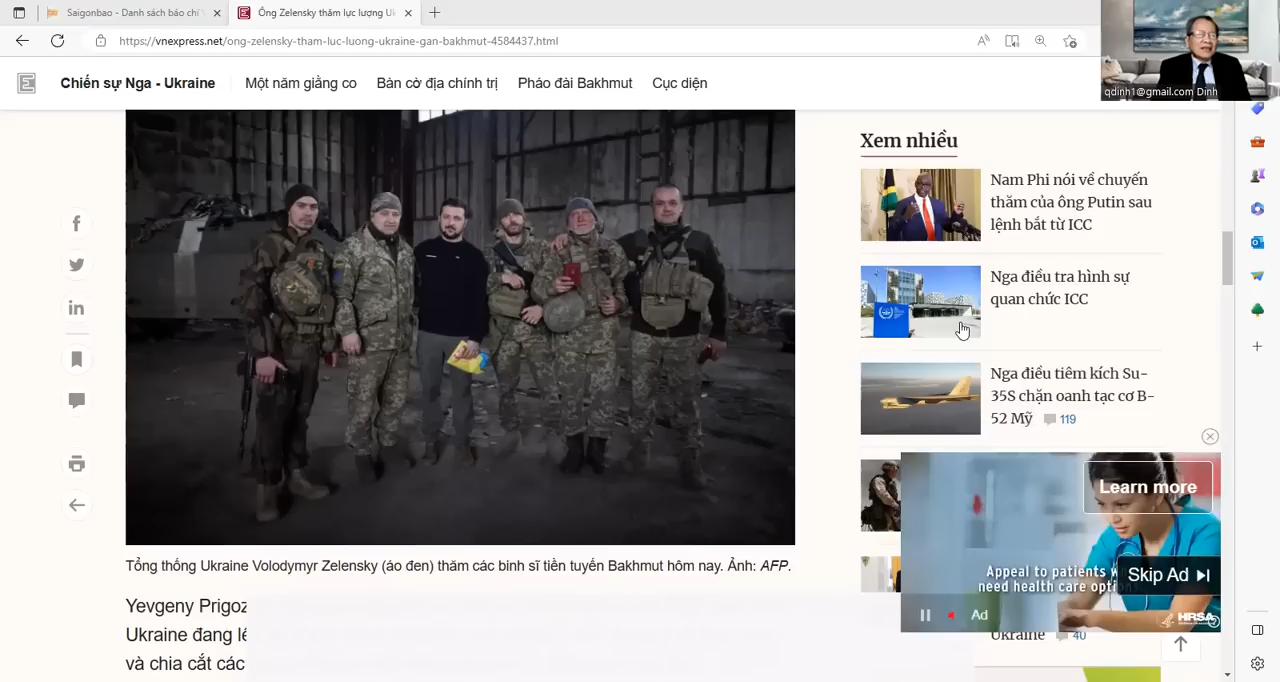 Saigonbao - Danh sách báo chí
Ông Zelensky thăm lực lượng Uk
https://vnexpress.net/ong-zelensky-tham-luc-luong-ukraine-gan-bakhmut-4584437.html
qdinh1@gmail.com Dinh
Chiến sự Nga - Ukraine
Một năm giằng co
Bàn cờ địa chính trị
Pháo đài Bakhmut
Cục diện
Xem nhiều
Nam Phi nói về chuyến
thăm của ông Putin sau
lệnh bắt từ ICC
Nga điều tra hình sự
quan chức ICC
Nga điều tiêm kích Su-
35S chặn oanh tạc cơ B-
52 Mỹ 119
Learn more
Appeal to patients w
need health care option
Skip Ad
Ad
HRSA
Ukraine 40
Tổng thống Ukraine Volodymyr Zelensky (áo đen) thăm các binh sĩ tiền tuyến Bakhmut hôm nay. Ảnh: AFP.
Yevgeny Prigoz
Ukraine đang lê
và chia cắt các